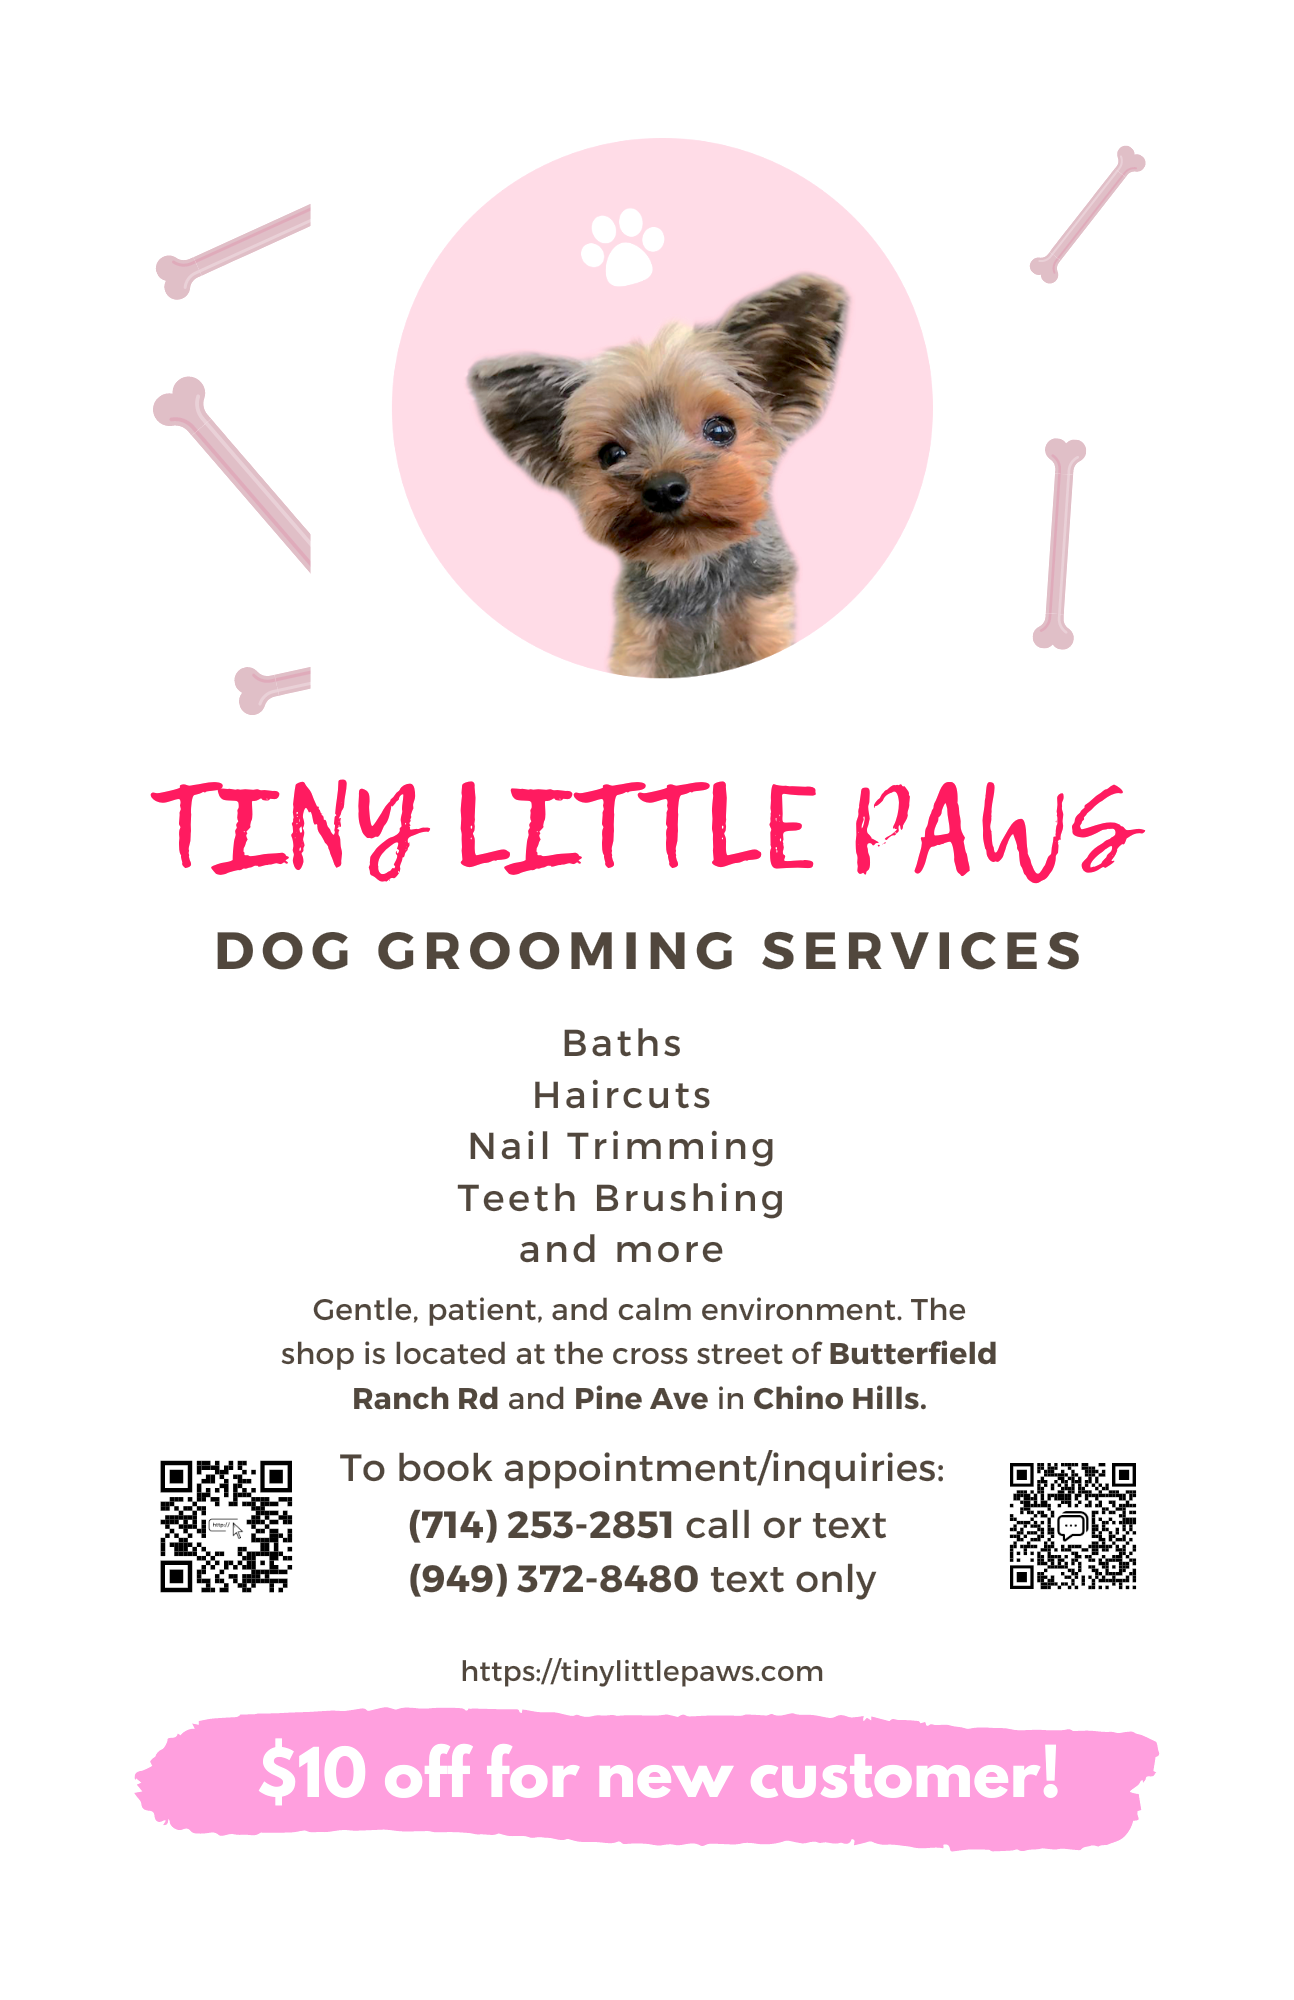 TINY LITTLE PAWS
DOG GROOMING SERVICES
Baths
Haircuts
Nail Trimming
Teeth Brushing
and more
Gentle, patient, and calm environment. The
shop is located at the cross street of Butterfield
Ranch Rd and Pine Ave in Chino Hills.
To book appointment/inquiries:
(714) 253-2851 call or text
(949) 372-8480 text only
http://
https://tinylittlepaws.com
$10 off for new customer!